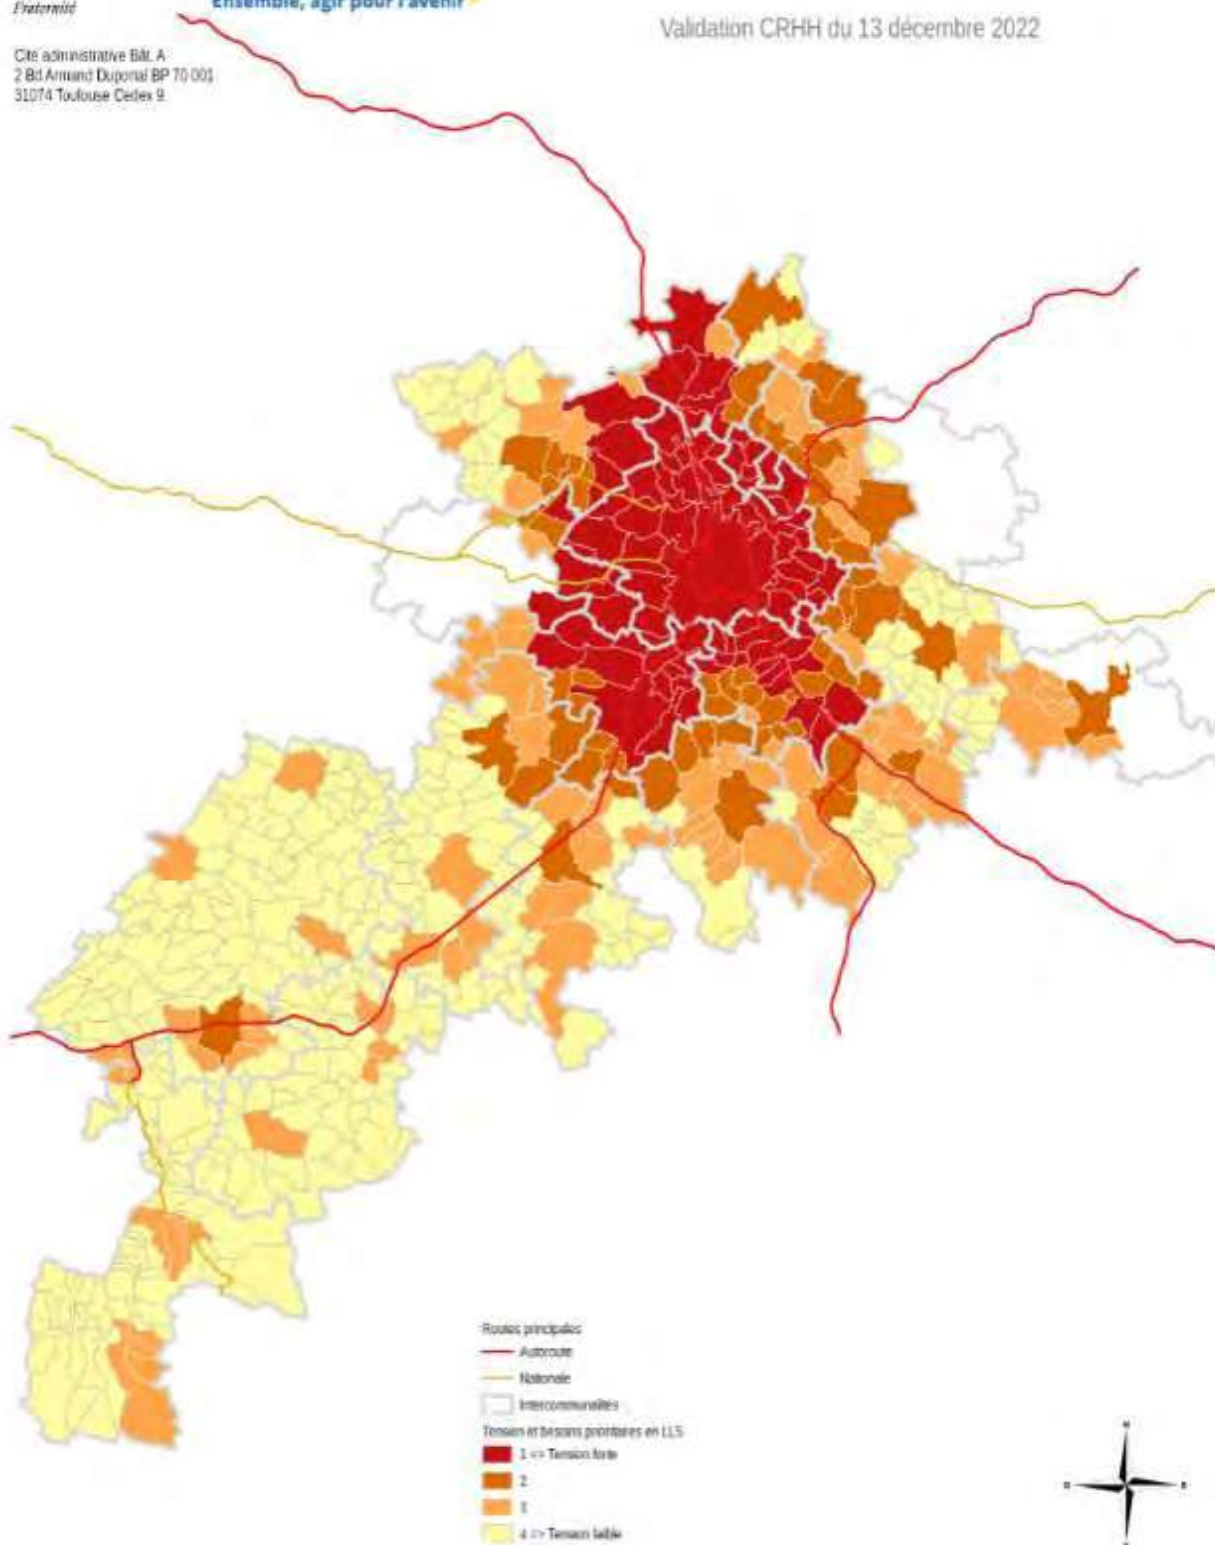 Fraternité
Ensemble, agir pour l'avenir
Validation CRHH du 13 décembre 2022
Cité administrative Bât. A
2 Bd Armand Duportal BP 70 001
31074 Toulouse Cedex 9
Routes principales
Autoroute
Nationale
Intercommunalités
Tension et besoins prioritaires en LLS
1 => Tension forte
2
3
4 => Tension faible